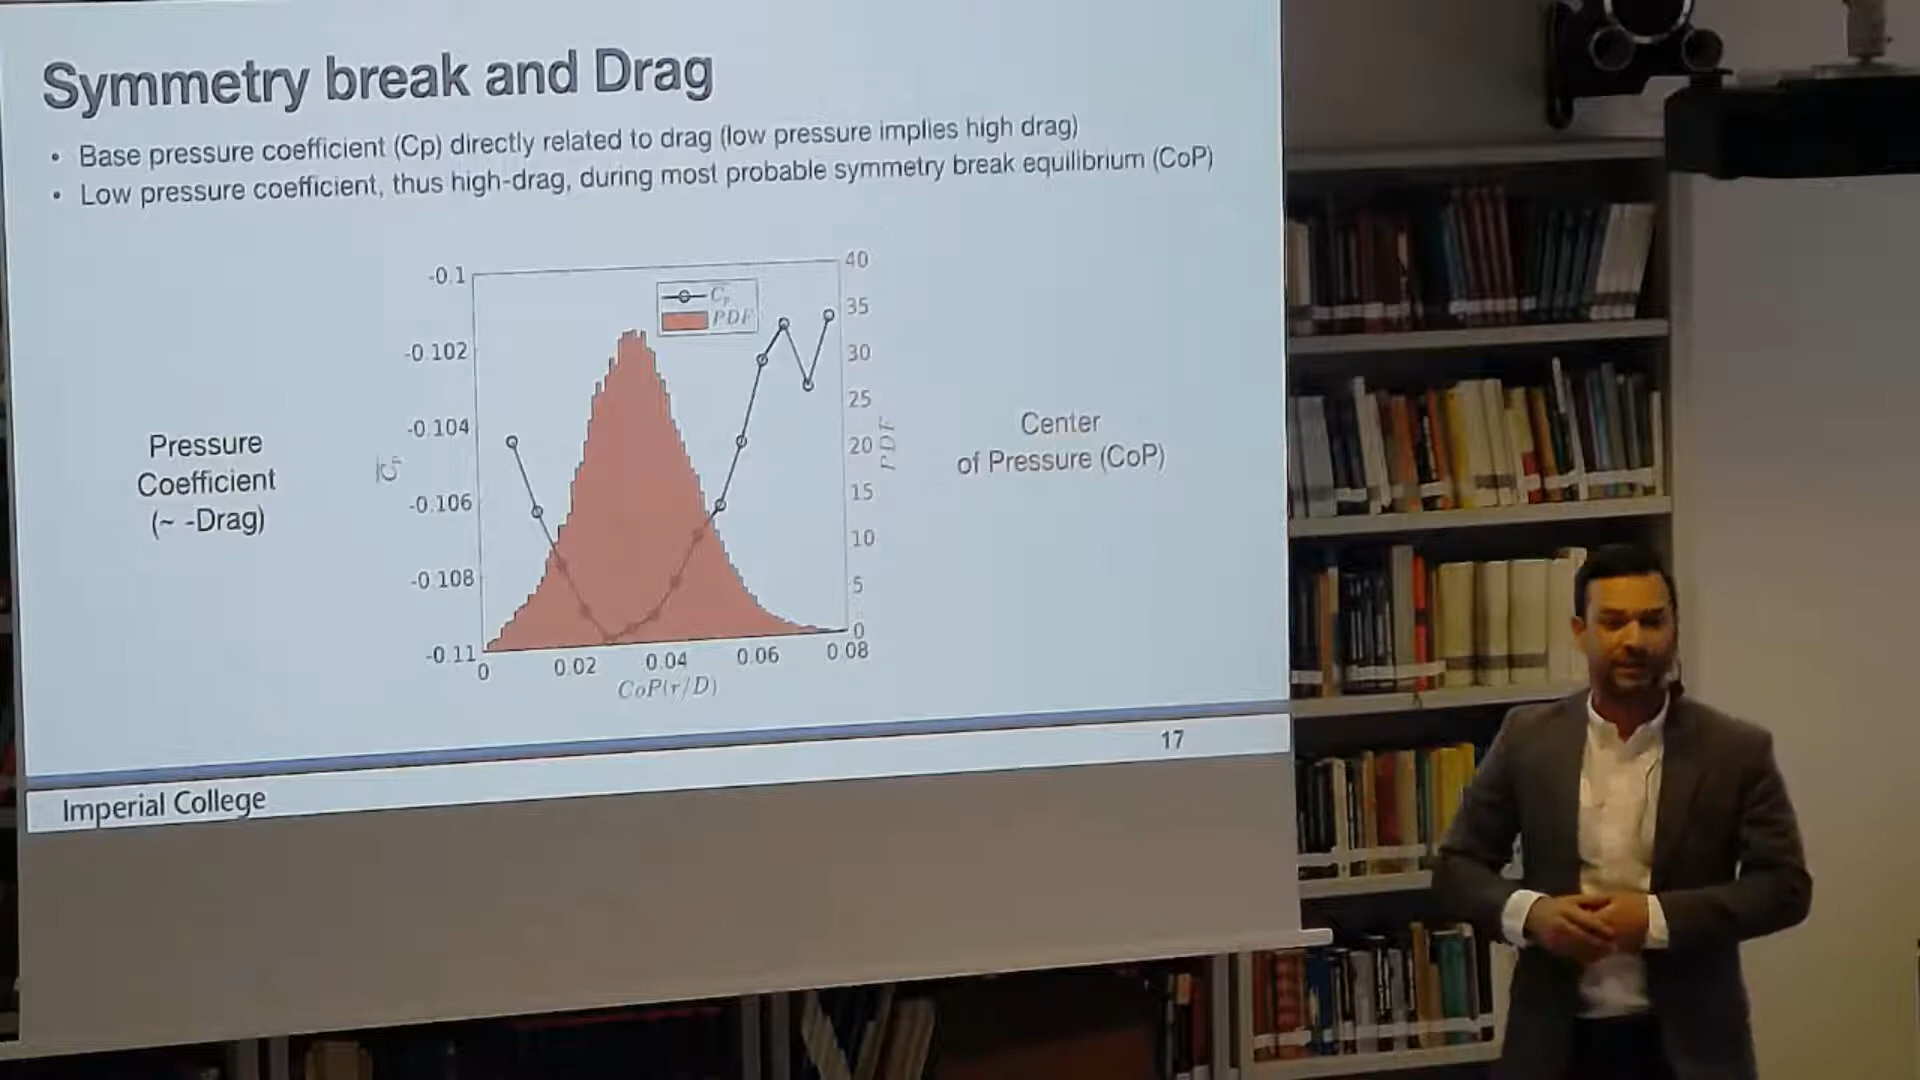 Symmetry break and Drag
• Base pressure coefficient (Cp) directly related to drag (low pressure implies high drag)
• Low pressure coefficient, thus high-drag, during most probable symmetry break equilibrium (CoP)
-0.1
-0.102
-0.104
-0.106
-0.108
-0.11
Pressure
Coefficient
(~ -Drag)
PDF
40
35
30
25
20
15
10
5
0
PDF
Center
of Pressure (CoP)
0
0.02
0.04
0.06
0.08
CoP(r/D)
17
Imperial College